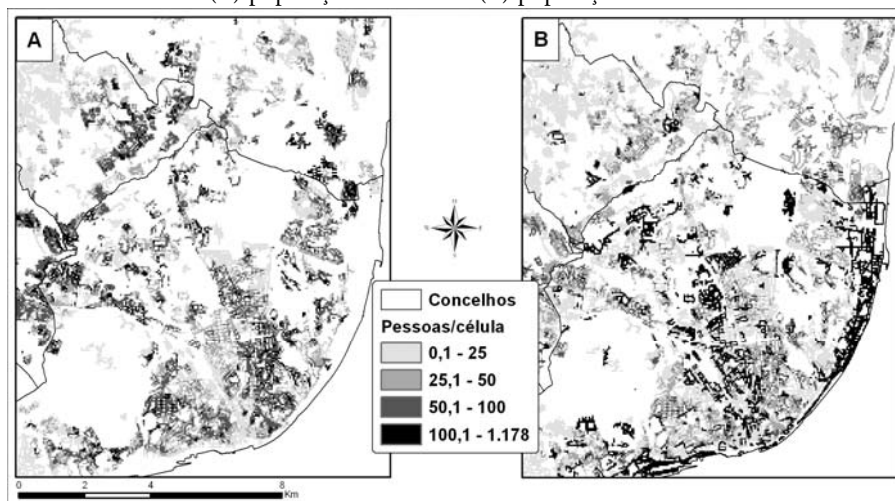 A
B
Concelhos
Pessoas/célula
0,1 - 25
25,1 - 50
50,1 - 100
100,1 - 1.178
0 2 4 8
Km